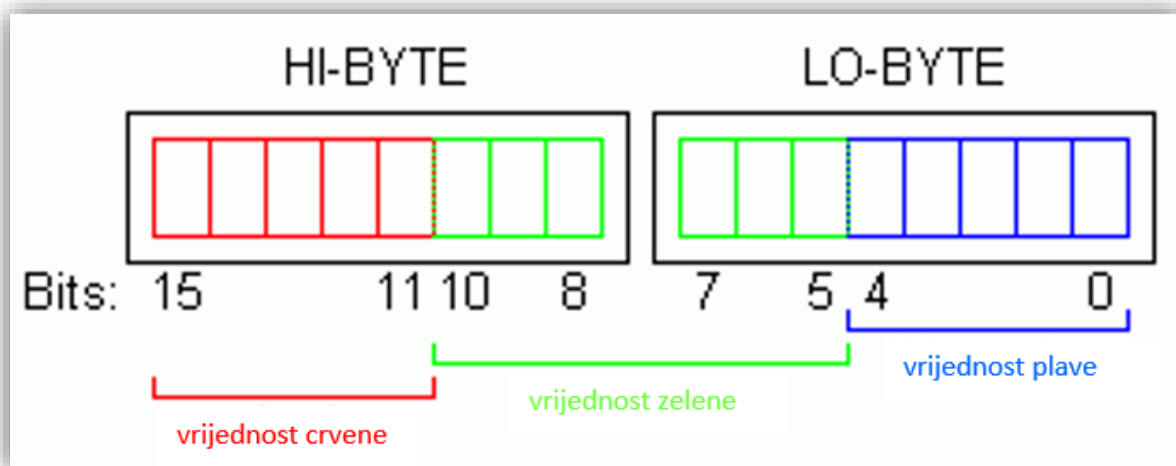 HI-BYTE LO-BYTE
Bits: 15 11 10 8 7 5 4 0
vrijednost plave
vrijednost zelene
vrijednost crvene